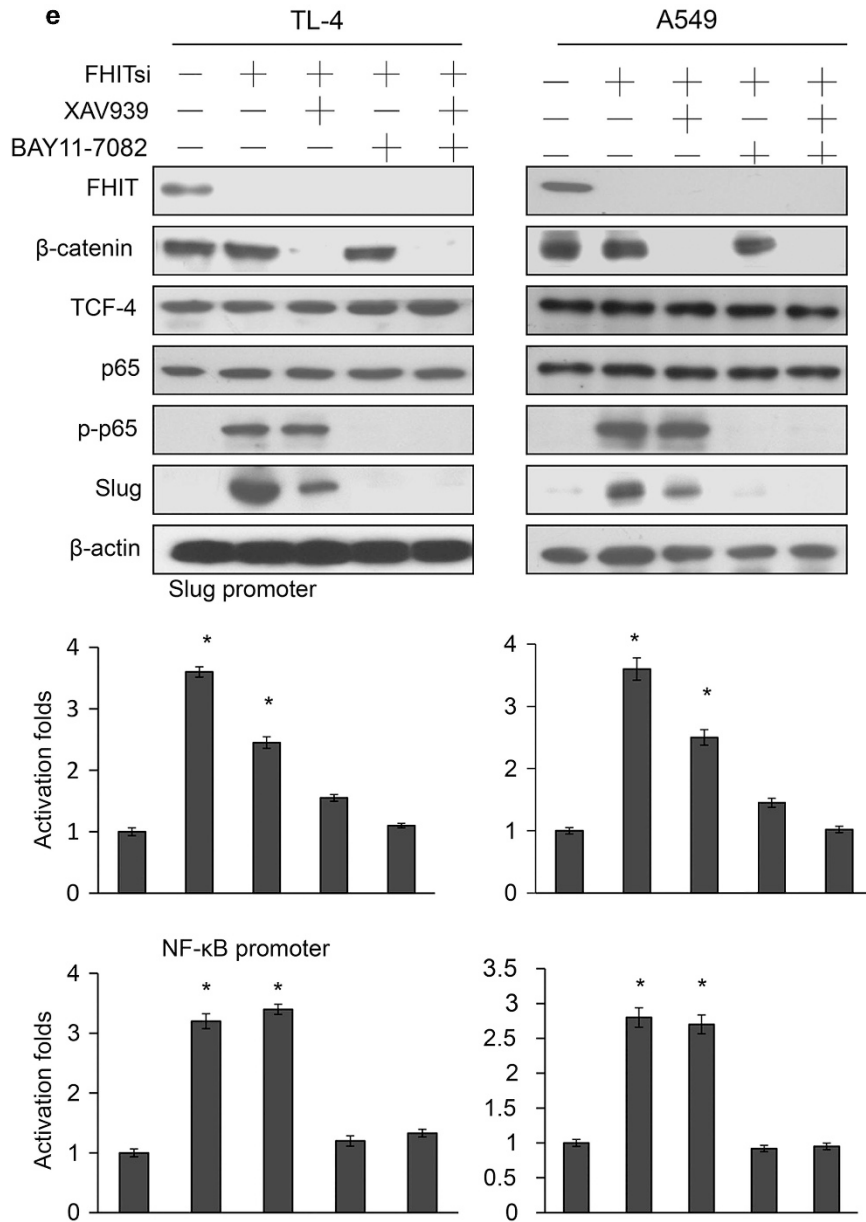 e
TL-4 A549
FHITsi — + + + + — + + + +
XAV939 — — + — + — — + — +
BAY11-7082 — — — + + — — — + +
FHIT
β-catenin
TCF-4
p65
p-p65
Slug
β-actin
Slug promoter
Activation folds
4
3
2
1
0
* *
4
3
2
1
0
* *
NF-κB promoter
Activation folds
4
3
2
1
0
* *
3.5
3
2.5
2
1.5
1
0.5
0
* *